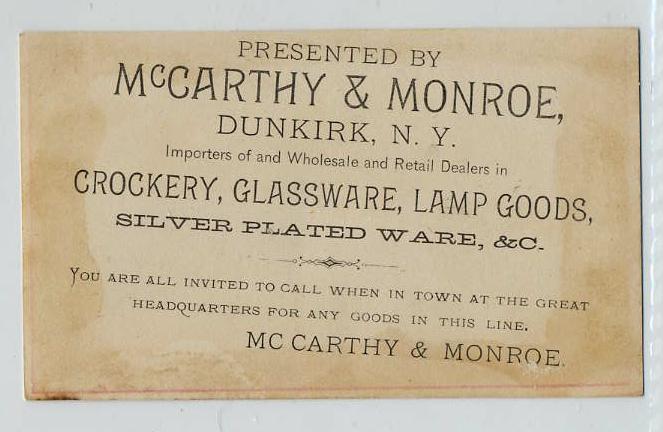 PRESENTED BY
McCARTHY & MONROE,
DUNKIRK, N. Y.
Importers of and Wholesale and Retail Dealers in
CROCKERY, GLASSWARE, LAMP GOODS,
SILVER PLATED WARE, &C.
YOU ARE ALL INVITED TO CALL WHEN IN TOWN AT THE GREAT
HEADQUARTERS FOR ANY GOODS IN THIS LINE.
MC CARTHY & MONROE.